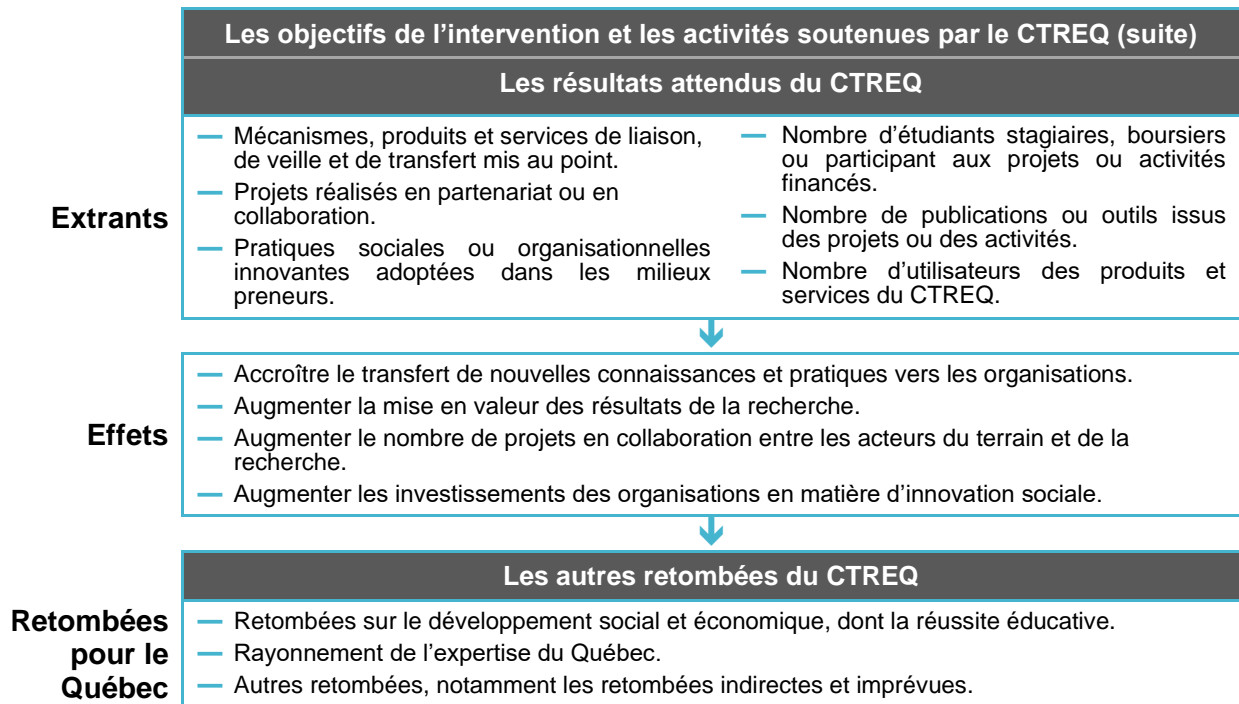 Les objectifs de l’intervention et les activités soutenues par le CTREQ (suite)
Les résultats attendus du CTREQ
Extrants
— Mécanismes, produits et services de liaison,
de veille et de transfert mis au point.
— Projets réalisés en partenariat ou en
collaboration.
— Pratiques sociales ou organisationnelles
innovantes adoptées dans les milieux
preneurs.
— Nombre d’étudiants stagiaires, boursiers
ou participant aux projets ou activités
financés.
— Nombre de publications ou outils issus
des projets ou des activités.
— Nombre d’utilisateurs des produits et
services du CTREQ.
Effets
— Accroître le transfert de nouvelles connaissances et pratiques vers les organisations.
— Augmenter la mise en valeur des résultats de la recherche.
— Augmenter le nombre de projets en collaboration entre les acteurs du terrain et de la
recherche.
— Augmenter les investissements des organisations en matière d’innovation sociale.
Les autres retombées du CTREQ
Retombées
pour le
Québec
— Retombées sur le développement social et économique, dont la réussite éducative.
— Rayonnement de l’expertise du Québec.
— Autres retombées, notamment les retombées indirectes et imprévues.